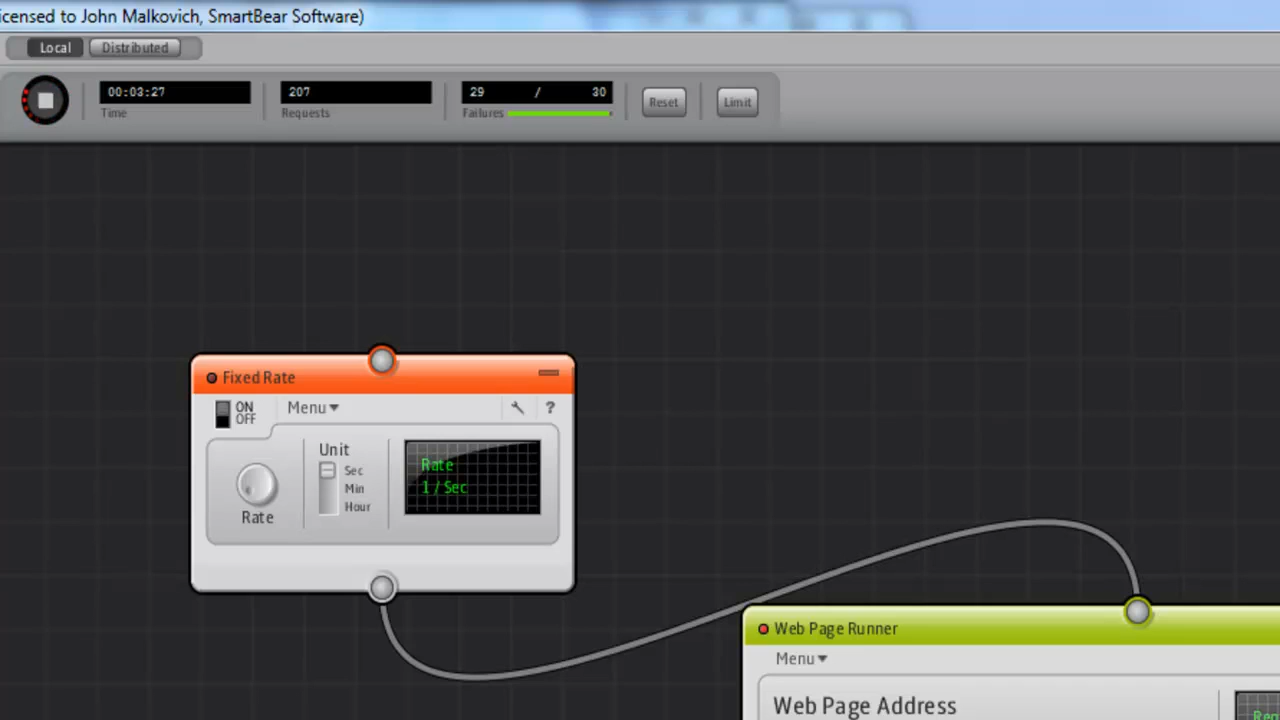 icensed to John Malkovich, SmartBear Software)
Local Distributed
00:03:27 207 29 / 30 Reset Limit
Time Requests Failures
Fixed Rate
ON Menu ?
OFF
Unit
Sec
Min
Hour
Rate
Rate
1 / Sec
Web Page Runner
Menu
Web Page Address